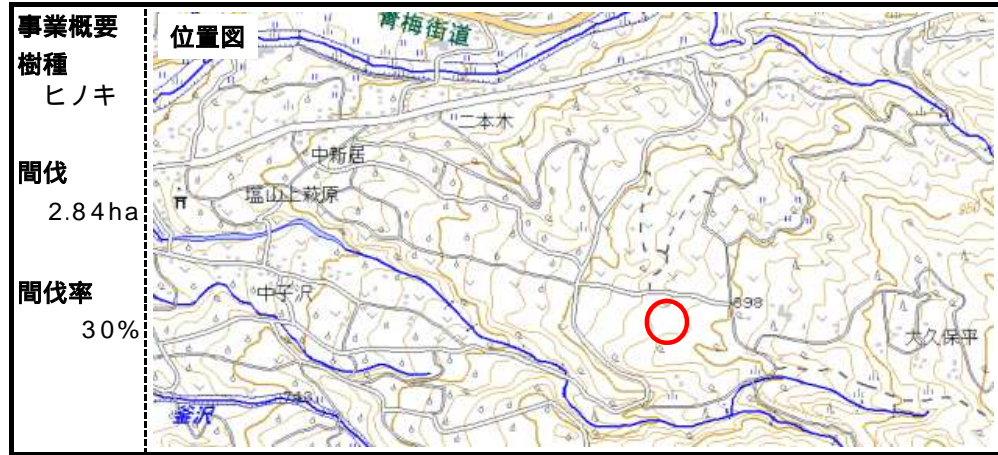 事業概要
樹種
ヒノキ
間伐
2.84ha
間伐率
30%
位置図
青梅街道
二本木
中新居
塩山上萩原
中子沢
898
大久保平
釜沢